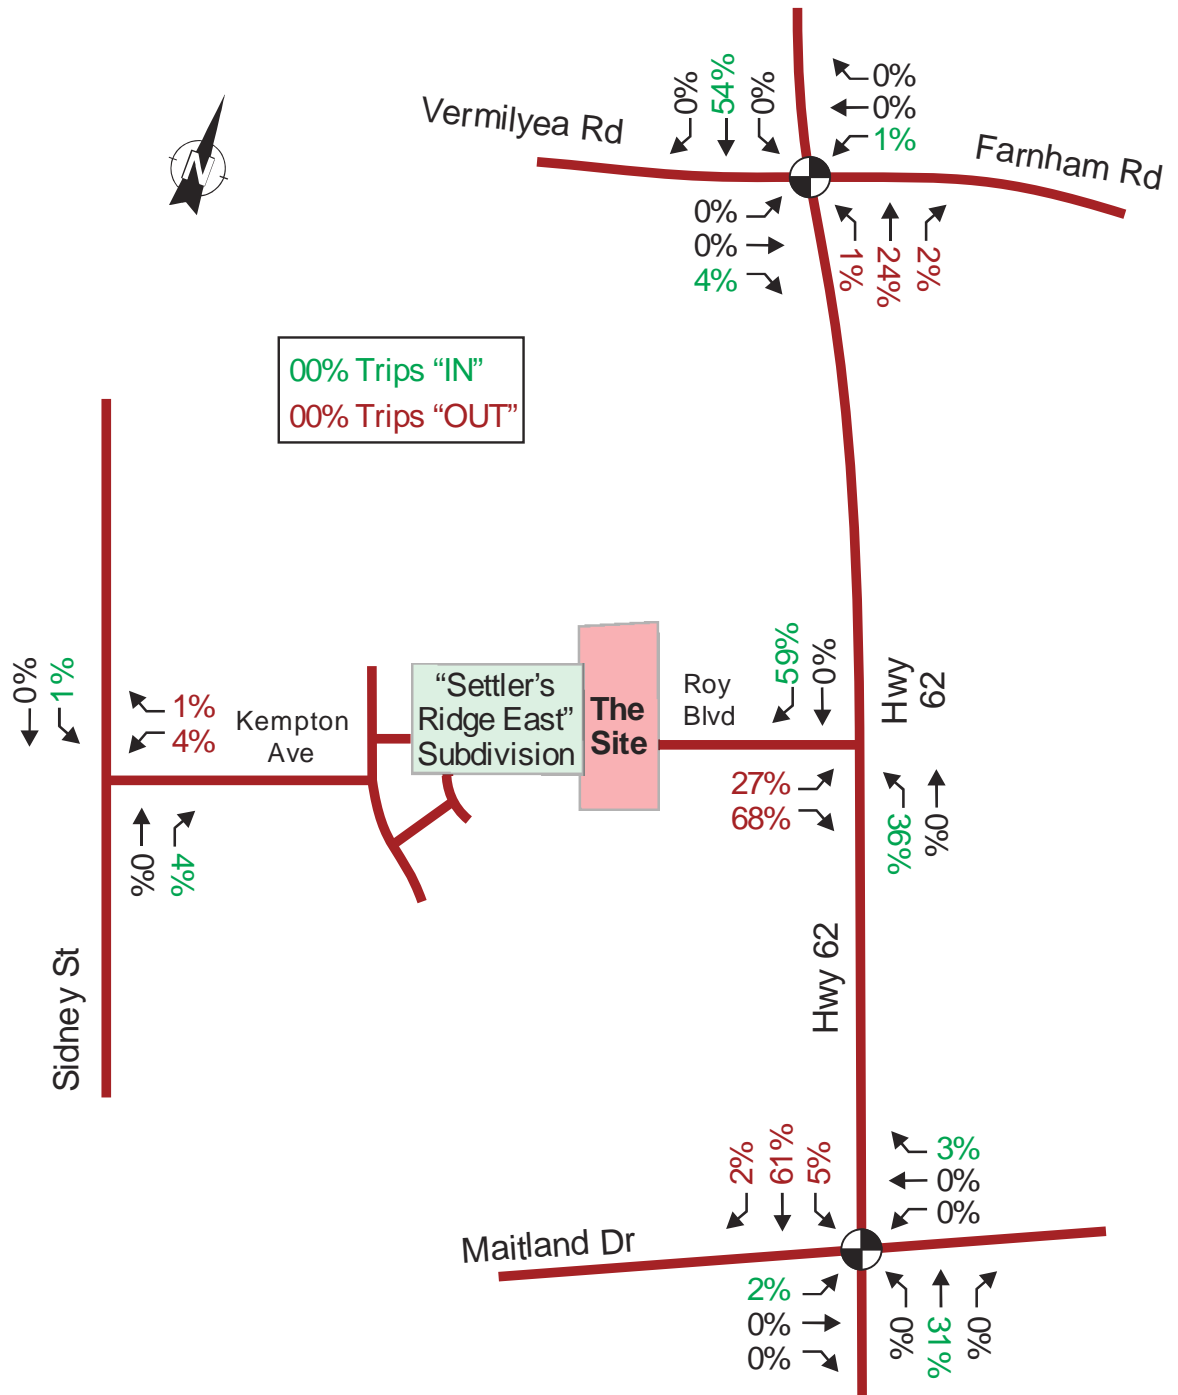 0%
54%
0%
0%
0%
1%
Vermilyea Rd
Farnham Rd
N
0%
0%
4%
1%
24%
2%
00% Trips “IN”
00% Trips “OUT”
0%
1%
1%
4%
Kempton
Ave
“Settler’s
Ridge East”
Subdivision
The
Site
Roy
Blvd
59%
0%
Hwy
62
27%
68%
36%
0%
0%
4%
Sidney St
Hwy 62
2%
61%
5%
3%
0%
0%
Maitland Dr
2%
0%
0%
0%
31%
0%